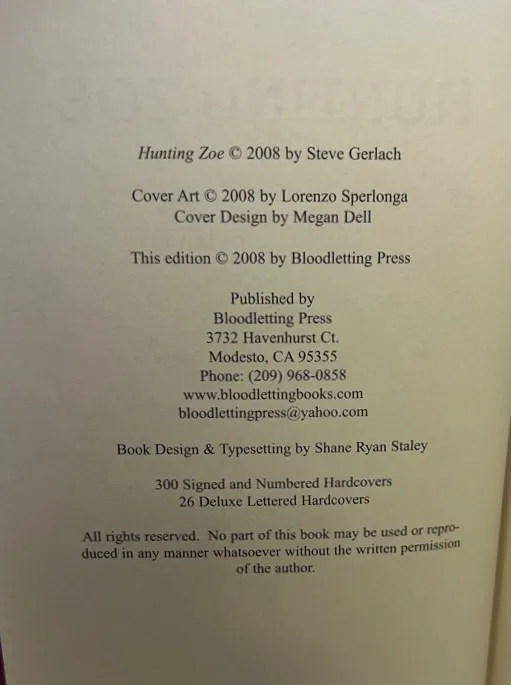 Hunting Zoe © 2008 by Steve Gerlach
Cover Art © 2008 by Lorenzo Sperlonga
Cover Design by Megan Dell
This edition © 2008 by Bloodletting Press
Published by
Bloodletting Press
3732 Havenhurst Ct.
Modesto, CA 95355
Phone: (209) 968-0858
www.bloodlettingbooks.com
bloodlettingpress@yahoo.com
Book Design & Typesetting by Shane Ryan Staley
300 Signed and Numbered Hardcovers
26 Deluxe Lettered Hardcovers
All rights reserved.  No part of this book may be used or repro-
duced in any manner whatsoever without the written permission
of the author.